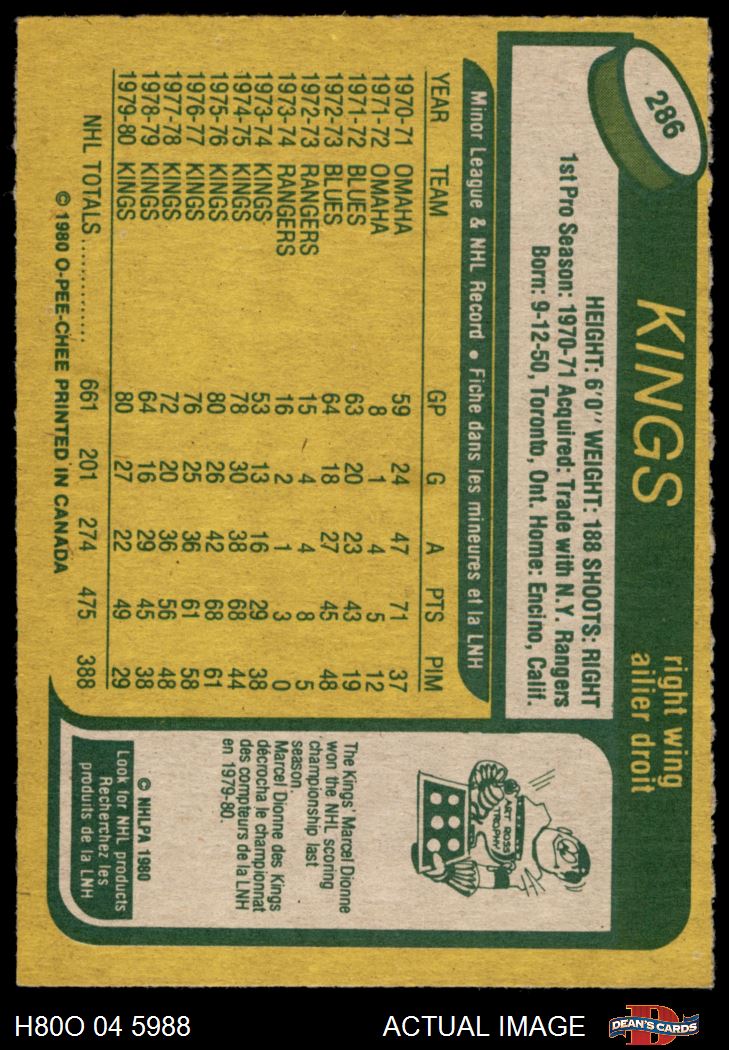 286
KINGS
right wing
ailier droit
HEIGHT: 6'0'' WEIGHT: 188 SHOOTS: RIGHT
1st Pro Season: 1970-71 Acquired: Trade with N.Y. Rangers
Born: 9-12-50, Toronto, Ont. Home: Encino, Calif.
Minor League & NHL Record • Fiche dans les mineures et la LNH
YEAR TEAM GP G A PTS PIM
1970-71 OMAHA 59 24 47 71 37
1971-72 OMAHA 8 1 4 5 12
1971-72 BLUES 63 20 23 43 19
1972-73 BLUES 64 18 27 45 48
1972-73 RANGERS 15 4 4 8 5
1973-74 RANGERS 16 2 1 3 0
1973-74 KINGS 53 13 16 29 38
1974-75 KINGS 78 30 38 68 44
1975-76 KINGS 80 26 42 68 61
1976-77 KINGS 76 25 36 61 58
1977-78 KINGS 72 20 36 56 48
1978-79 KINGS 64 16 29 45 38
1979-80 KINGS 80 27 22 49 29
NHL TOTALS .............. 661 201 274 475 388
© 1980 O-PEE-CHEE PRINTED IN CANADA
ART ROSS
TROPHY
The Kings' Marcel Dionne
won the NHL scoring
championship last
season.
Marcel Dionne des Kings
décrocha le championnat
des compteurs de la LNH
en 1979-80.
© NHLPA 1980
Look for NHL products
Recherchez les
produits de la LNH
H80O 04 5988
ACTUAL IMAGE
DEAN'S CARDS